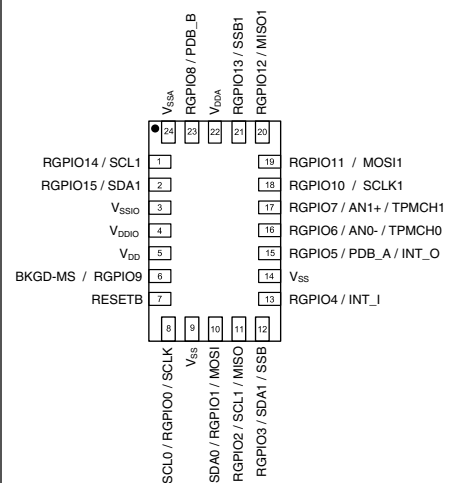 VSSA
RGPIO8 / PDB_B
VDDA
RGPIO13 / SSB1
RGPIO12 / MISO1
24
23
22
21
20
RGPIO14 / SCL1
1
RGPIO15 / SDA1
2
VSSIO
3
VDDIO
4
VDD
5
BKGD-MS / RGPIO9
6
RESETB
7
19
RGPIO11 / MOSI1
18
RGPIO10 / SCLK1
17
RGPIO7 / AN1+ / TPMCH1
16
RGPIO6 / AN0- / TPMCH0
15
RGPIO5 / PDB_A / INT_O
14
VSS
13
RGPIO4 / INT_I
8
9
10
11
12
SCL0 / RGPIO0 / SCLK
VSS
SDA0 / RGPIO1 / MOSI
RGPIO2 / SCL1 / MISO
RGPIO3 / SDA1 / SSB